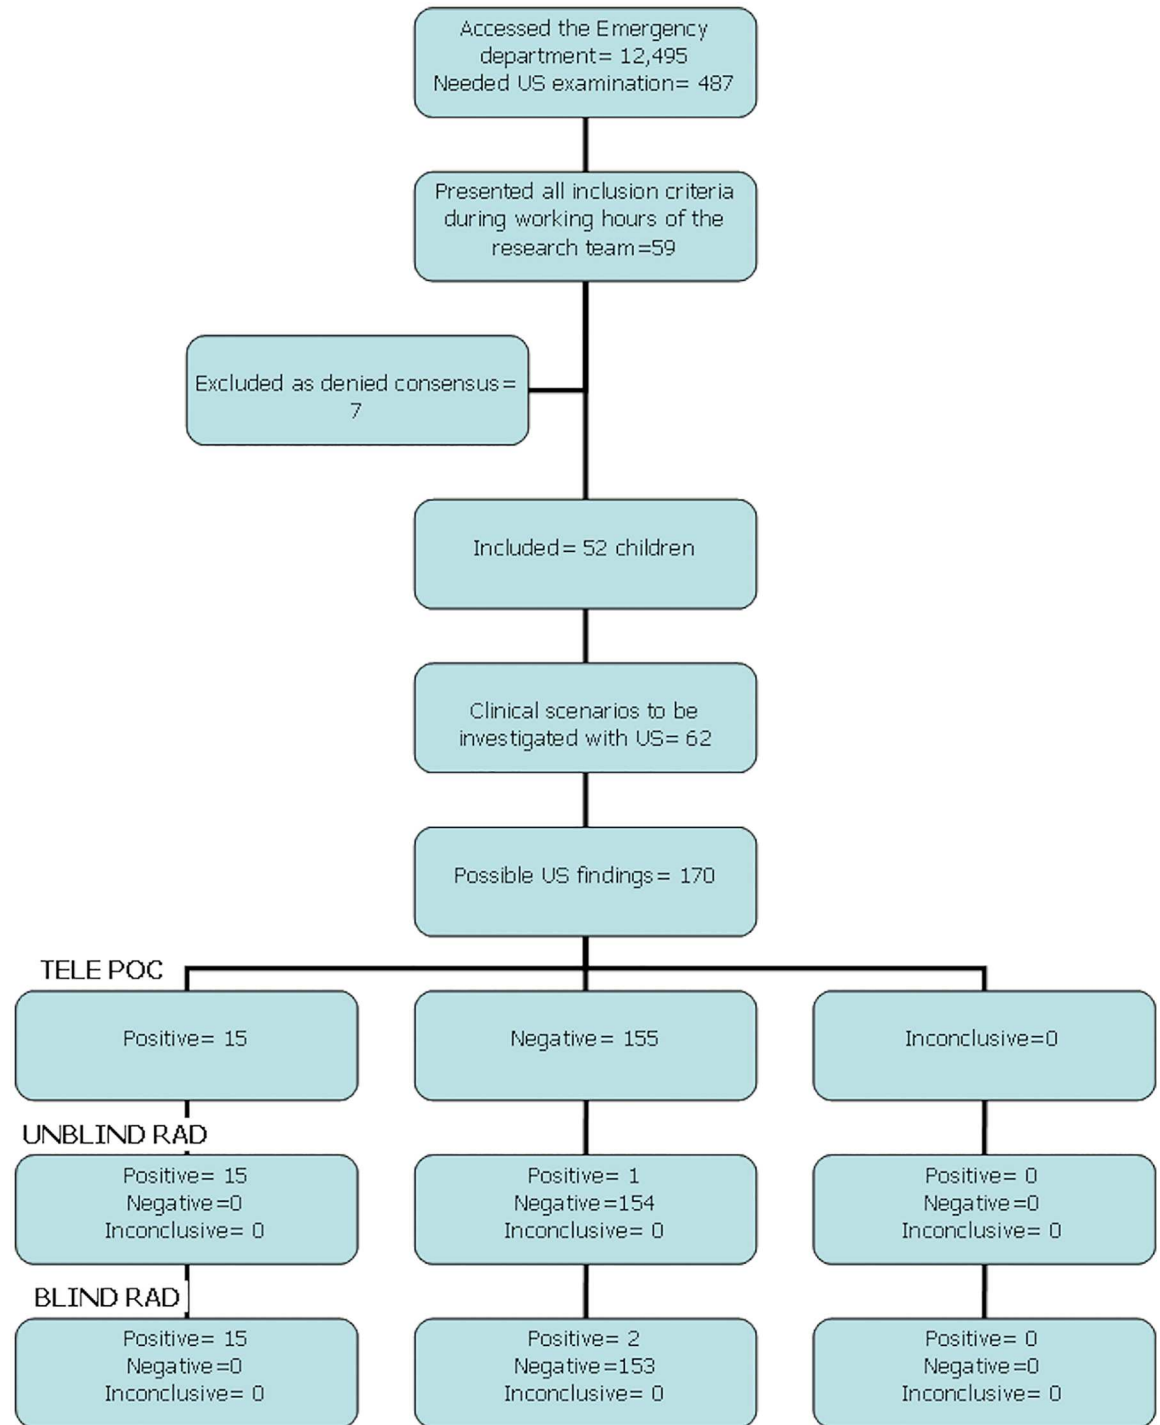 Accessed the Emergency
department= 12,495
Needed US examination= 487
Presented all inclusion criteria
during working hours of the
research team=59
Excluded as denied consensus=
7
Included= 52 children
Clinical scenarios to be
investigated with US= 62
Possible US findings= 170
TELE POC
Positive= 15
Negative= 155
Inconclusive=0
UNBLIND RAD
Positive= 15
Negative=0
Inconclusive= 0
Positive= 1
Negative=154
Inconclusive= 0
Positive= 0
Negative=0
Inconclusive= 0
BLIND RAD
Positive= 15
Negative=0
Inconclusive= 0
Positive= 2
Negative=153
Inconclusive= 0
Positive= 0
Negative=0
Inconclusive= 0